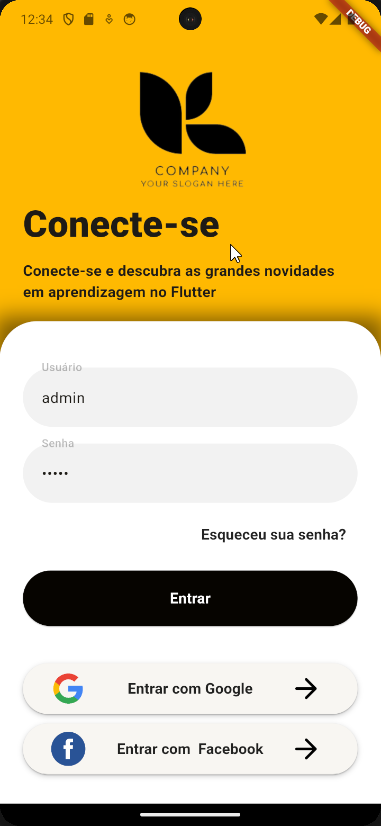 12:34
DEBUG
COMPANY
YOUR SLOGAN HERE
Conecte-se
Conecte-se e descubra as grandes novidades
em aprendizagem no Flutter
Usuário
admin
Senha
•••••
Esqueceu sua senha?
Entrar
Entrar com Google
Entrar com  Facebook